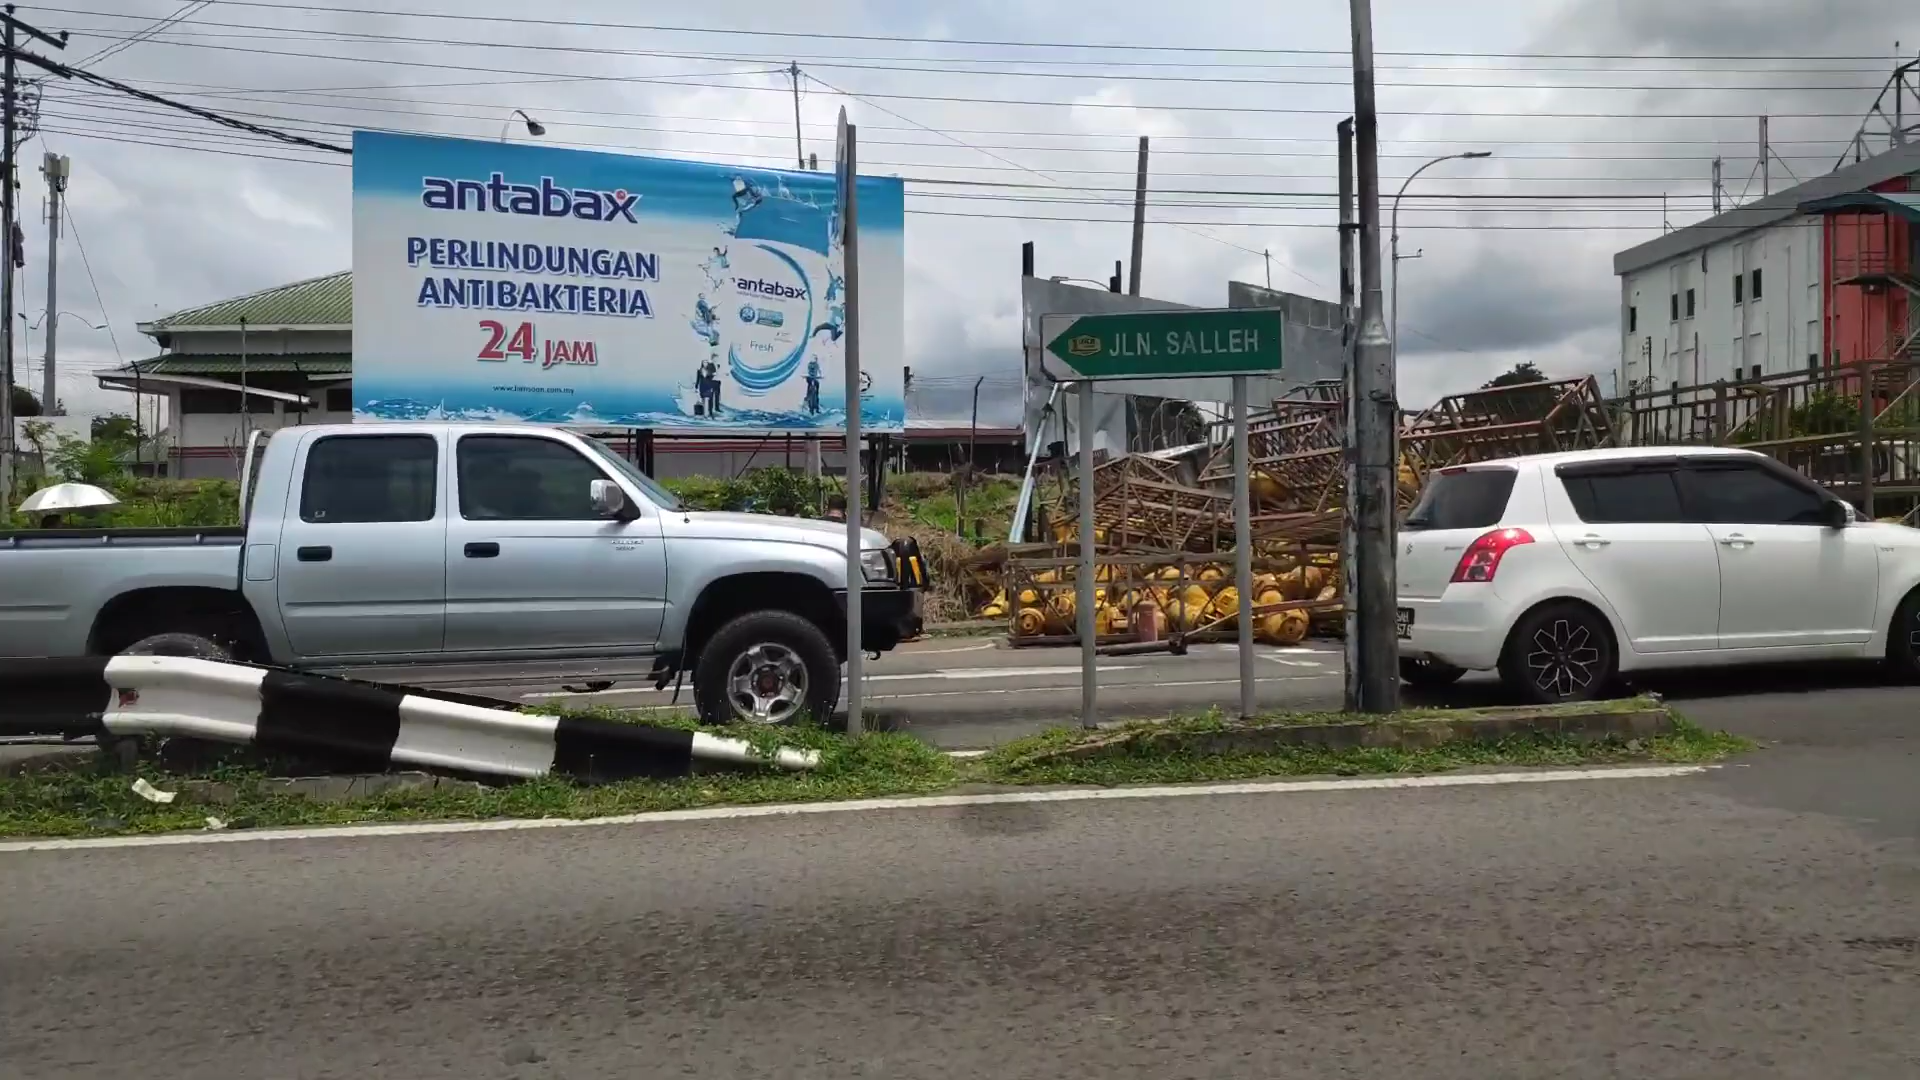 antabax
PERLINDUNGAN
ANTIBAKTERIA
24 JAM
antabax
Fresh
JLN. SALLEH